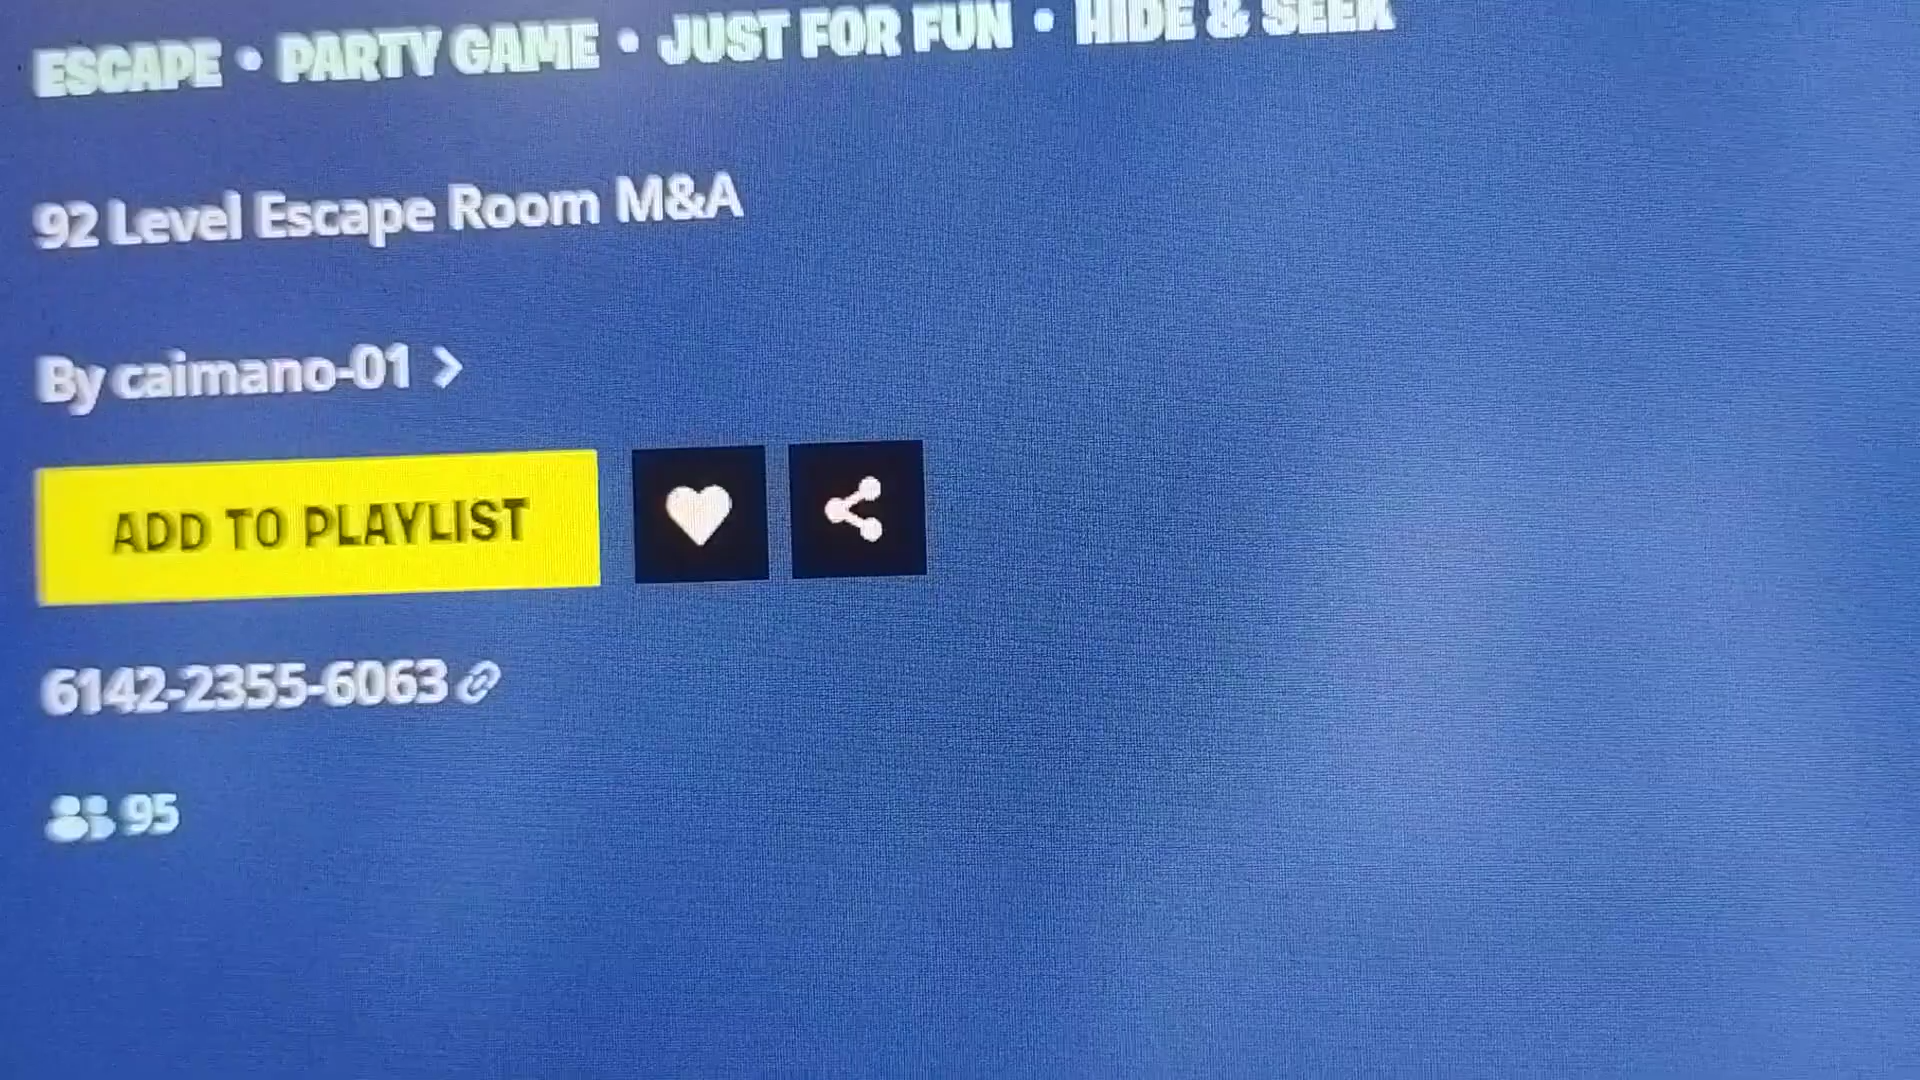 ESCAPE • PARTY GAME • JUST FOR FUN • HIDE & SEEK
92 Level Escape Room M&A
By caimano-01 >
ADD TO PLAYLIST
6142-2355-6063
95